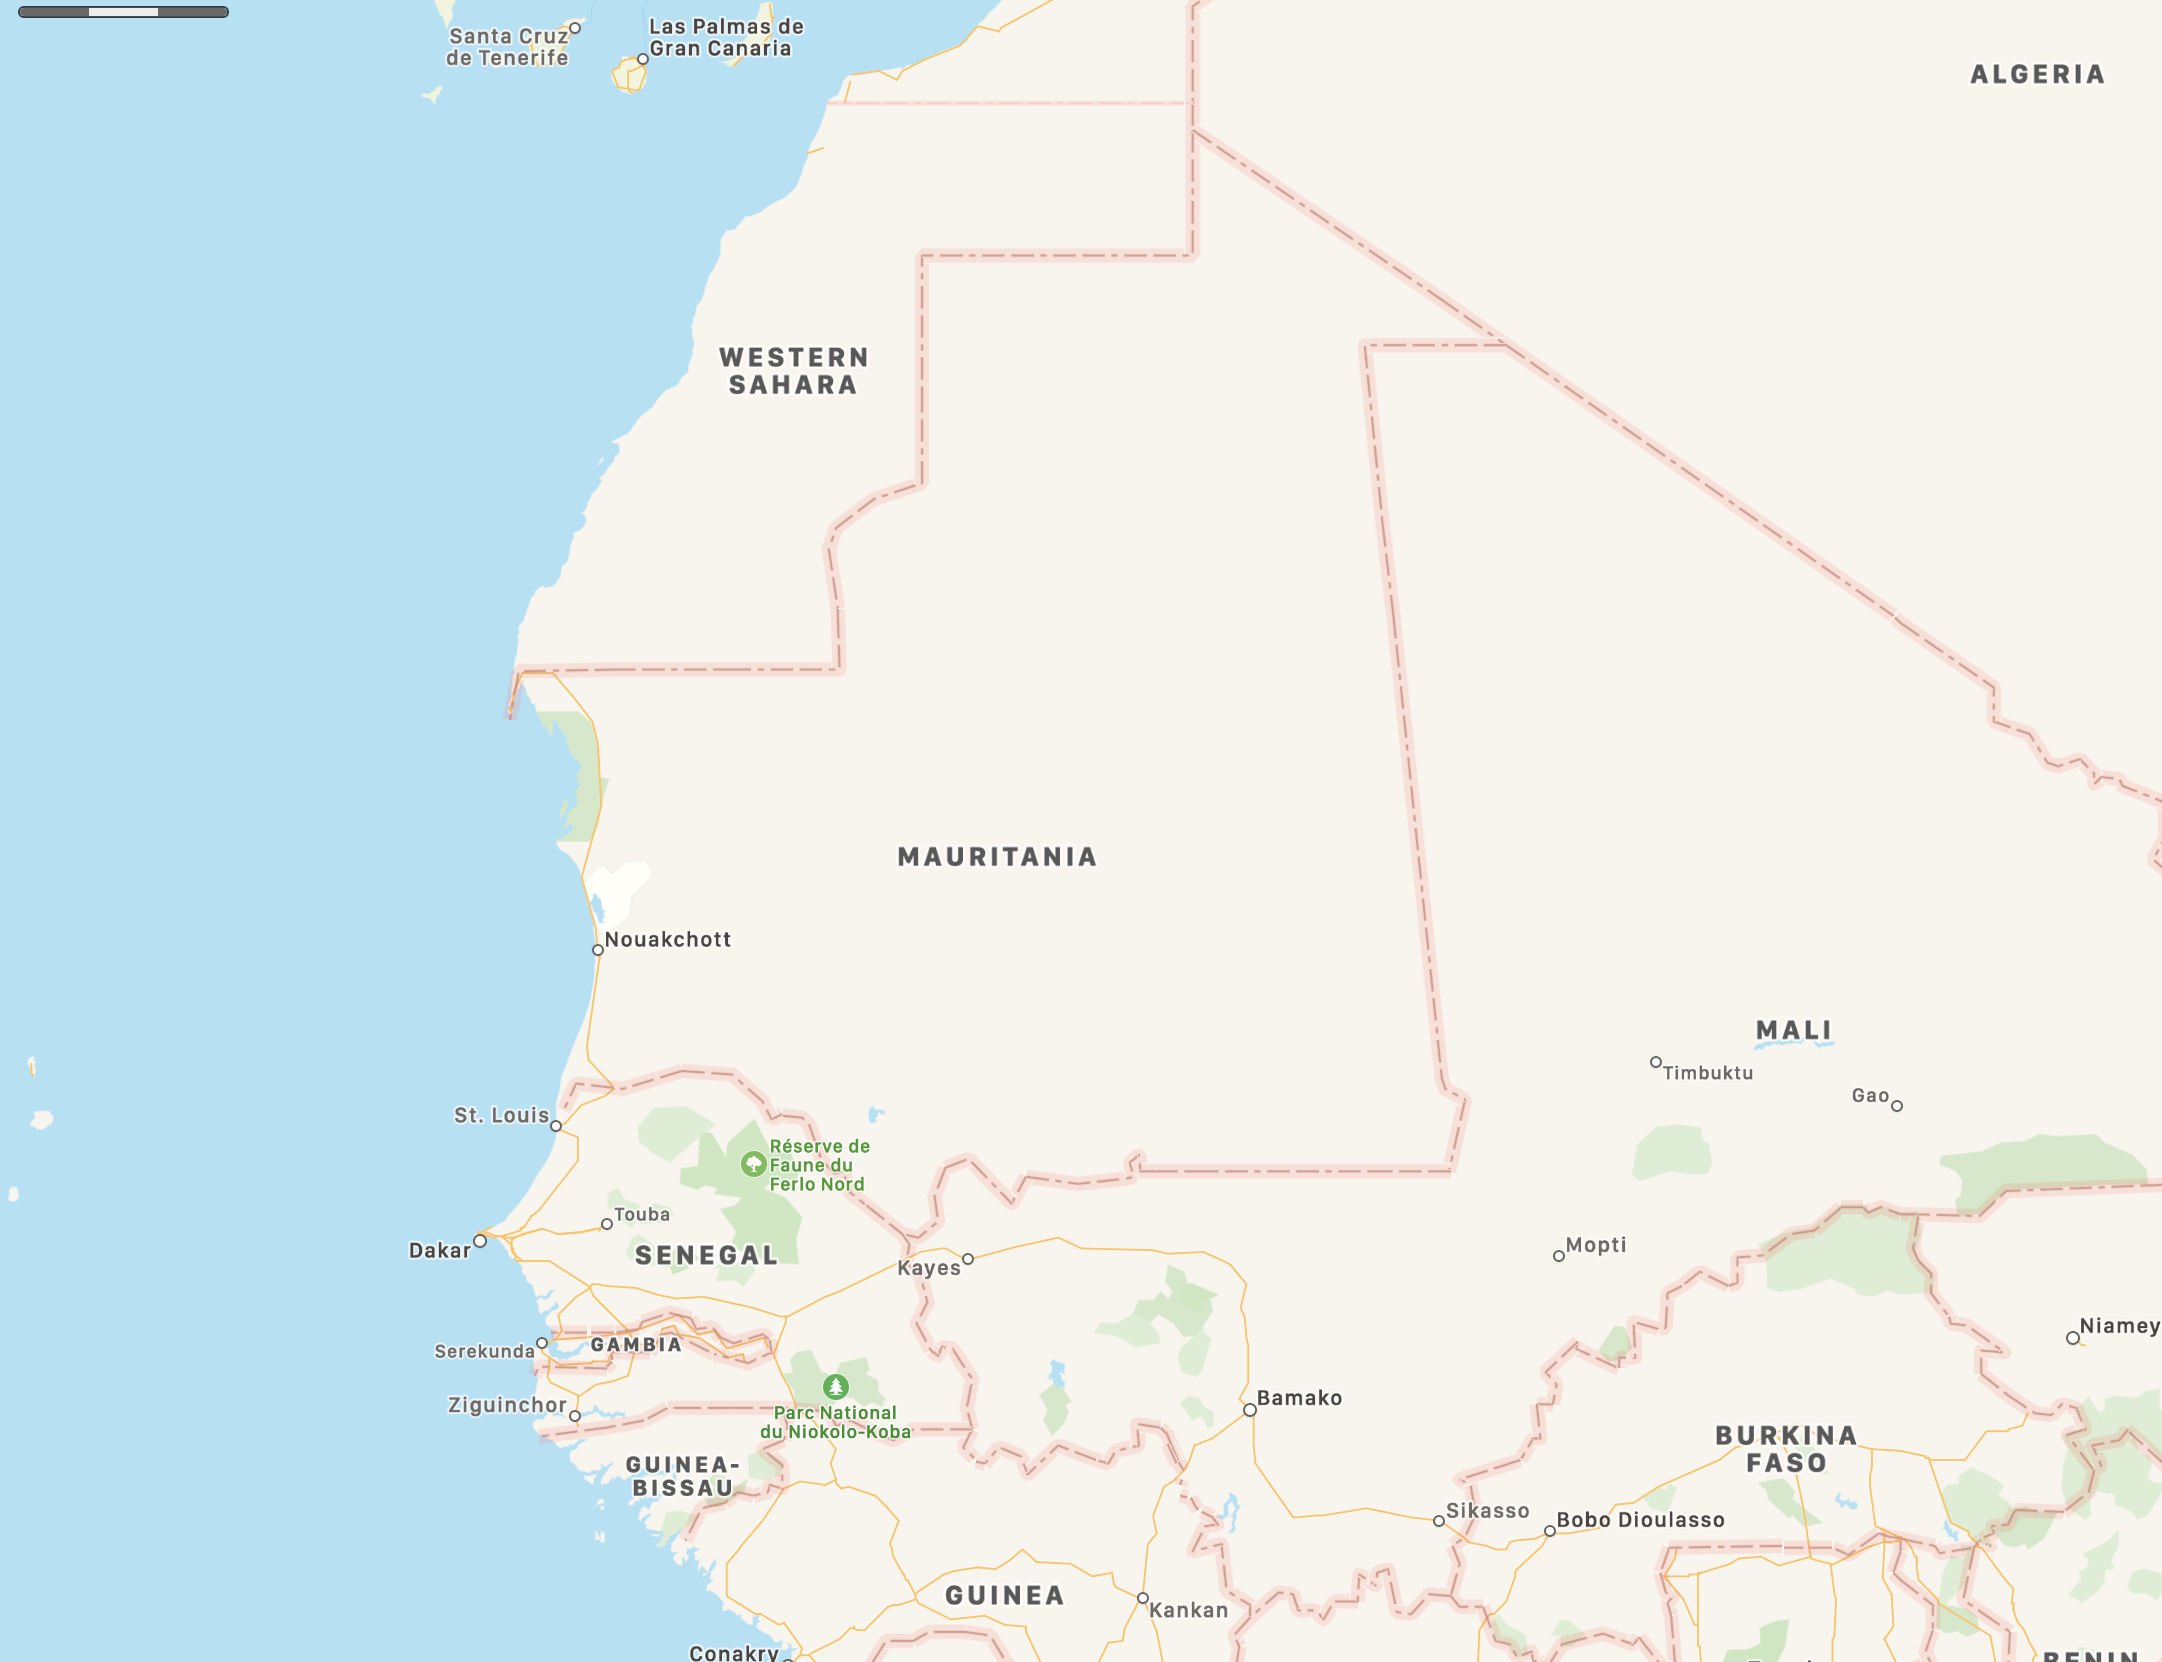 Santa Cruz
de Tenerife
Las Palmas de
Gran Canaria
ALGERIA
WESTERN
SAHARA
MAURITANIA
Nouakchott
MALI
Timbuktu
Gao
St. Louis
Réserve de
Faune du
Ferlo Nord
Touba
Dakar
SENEGAL
Kayes
Mopti
Niamey
Serekunda
GAMBIA
Ziguinchor
Parc National
du Niokolo-Koba
Bamako
BURKINA
FASO
GUINEA-
BISSAU
Sikasso
Bobo Dioulasso
GUINEA
Kankan
Conakry
BENIN